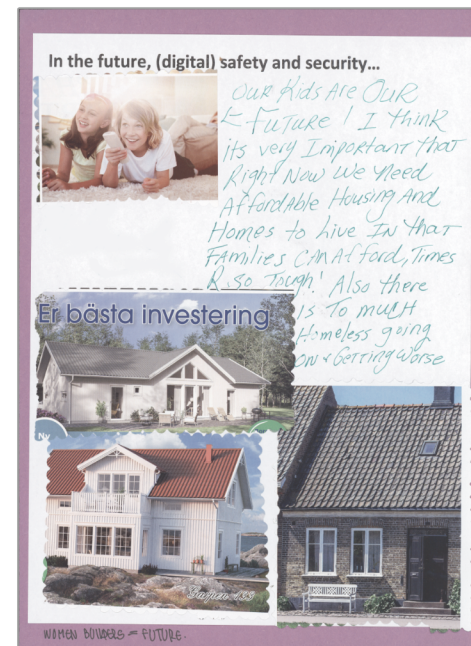 In the future, (digital) safety and security...
Our Kids Are Our
Future! I Think
its very Important that
Right Now We Need
Affordable Housing And
Homes to Live In that
Families CAN Afford, Times
R so Tough! Also there
is To much
Homeless going
on & Getting Worse
Er bästa investering
Ny
WOMEN BUILDERS = FUTURE.